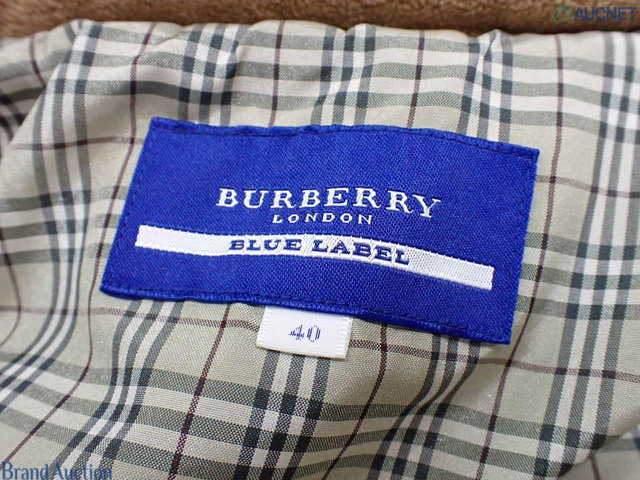 AUCNET
BURBERRY
LONDON
BLUE LABEL
40
Brand Auction